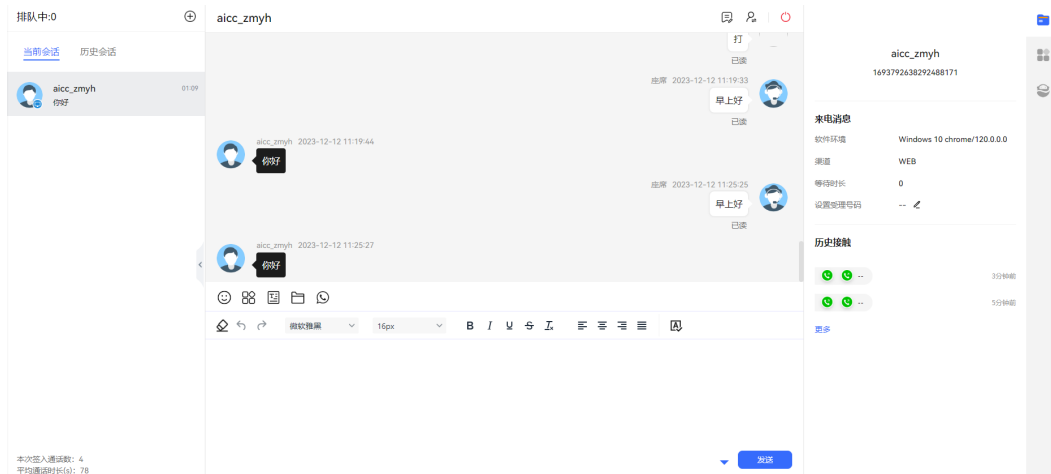 排队中:0
当前会话 历史会话
aicc_zmyh 01:09
你好
本次签入通话数: 4
平均通话时长(s): 78
aicc_zmyh
打
已读
座席 2023-12-12 11:19:33
早上好
已读
aicc_zmyh 2023-12-12 11:19:44
你好
座席 2023-12-12 11:25:25
早上好
已读
aicc_zmyh 2023-12-12 11:25:27
你好
微软雅黑 16px B I U S Tx
发送
aicc_zmyh
1693792638292488171
来电消息
软件环境 Windows 10 chrome/120.0.0.0
渠道 WEB
等待时长 0
设置受理号码 --
历史接触
-- 3分钟前
-- 5分钟前
更多